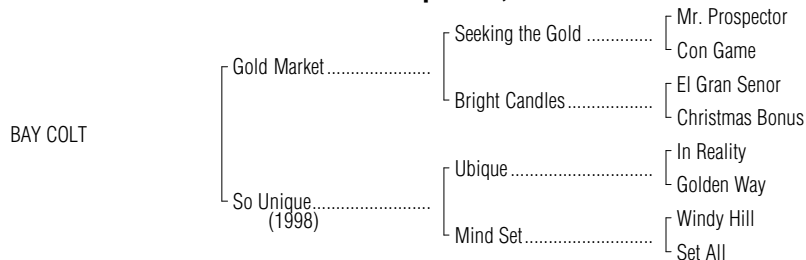 Mr. Prospector
Seeking the Gold ..............
Con Game
Gold Market ......................
El Gran Senor
Bright Candles .................
Christmas Bonus
BAY COLT
In Reality
Ubique ..............................
Golden Way
So Unique .........................
(1998)
Windy Hill
Mind Set ...........................
Set All